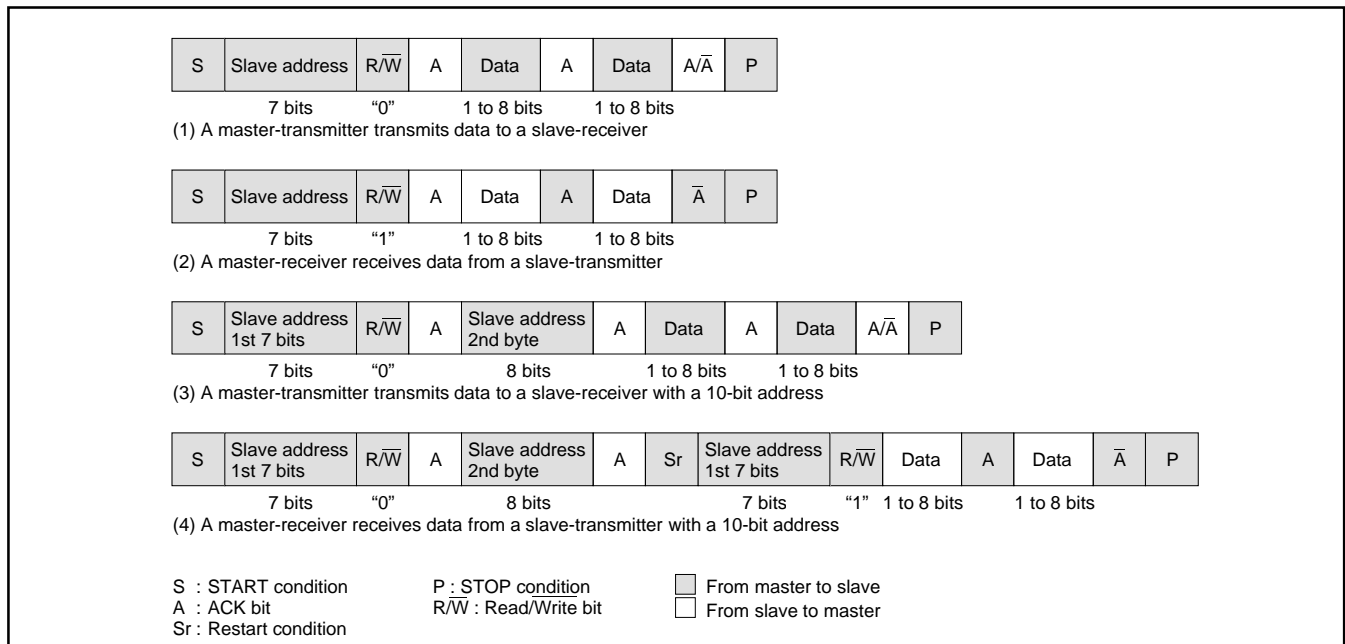 S Slave address R/W̅ A Data A Data A/A̅ P
7 bits “0” 1 to 8 bits 1 to 8 bits
(1) A master-transmitter transmits data to a slave-receiver
S Slave address R/W̅ A Data A Data A̅ P
7 bits “1” 1 to 8 bits 1 to 8 bits
(2) A master-receiver receives data from a slave-transmitter
S Slave address 1st 7 bits R/W̅ A Slave address 2nd byte A Data A Data A/A̅ P
7 bits “0” 8 bits 1 to 8 bits 1 to 8 bits
(3) A master-transmitter transmits data to a slave-receiver with a 10-bit address
S Slave address 1st 7 bits R/W̅ A Slave address 2nd byte A Sr Slave address 1st 7 bits R/W̅ Data A Data A̅ P
7 bits “0” 8 bits 7 bits “1” 1 to 8 bits 1 to 8 bits
(4) A master-receiver receives data from a slave-transmitter with a 10-bit address
S : START condition P : STOP condition From master to slave
A : ACK bit R/W̅ : Read/W̅r̅i̅t̅e̅ bit From slave to master
Sr : Restart condition